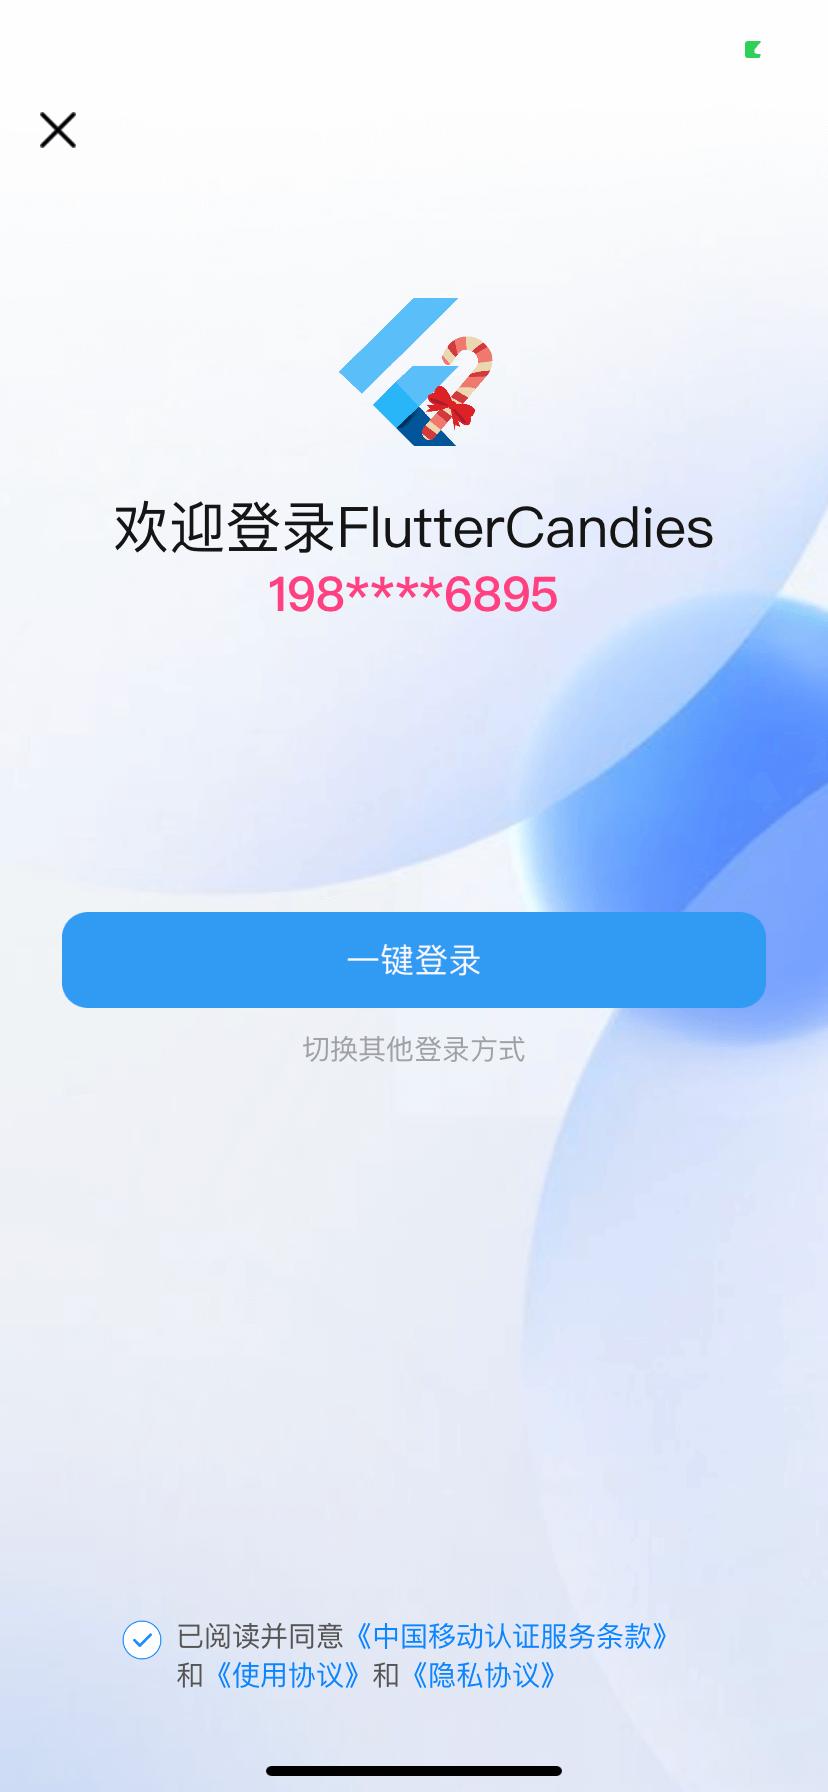 欢迎登录FlutterCandies
198****6895
一键登录
切换其他登录方式
已阅读并同意《中国移动认证服务条款》
和《使用协议》和《隐私协议》